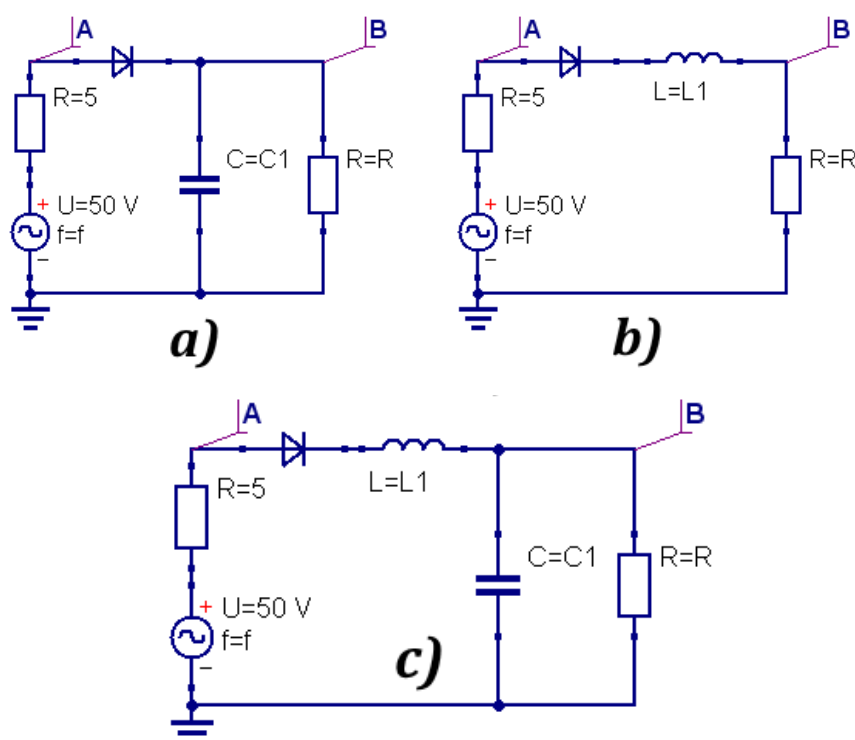 A
B
R=5
C=C1
R=R
+ U=50 V
f=f
−
a)
A
B
R=5
L=L1
R=R
+ U=50 V
f=f
−
b)
A
B
R=5
L=L1
C=C1
R=R
+ U=50 V
f=f
−
c)